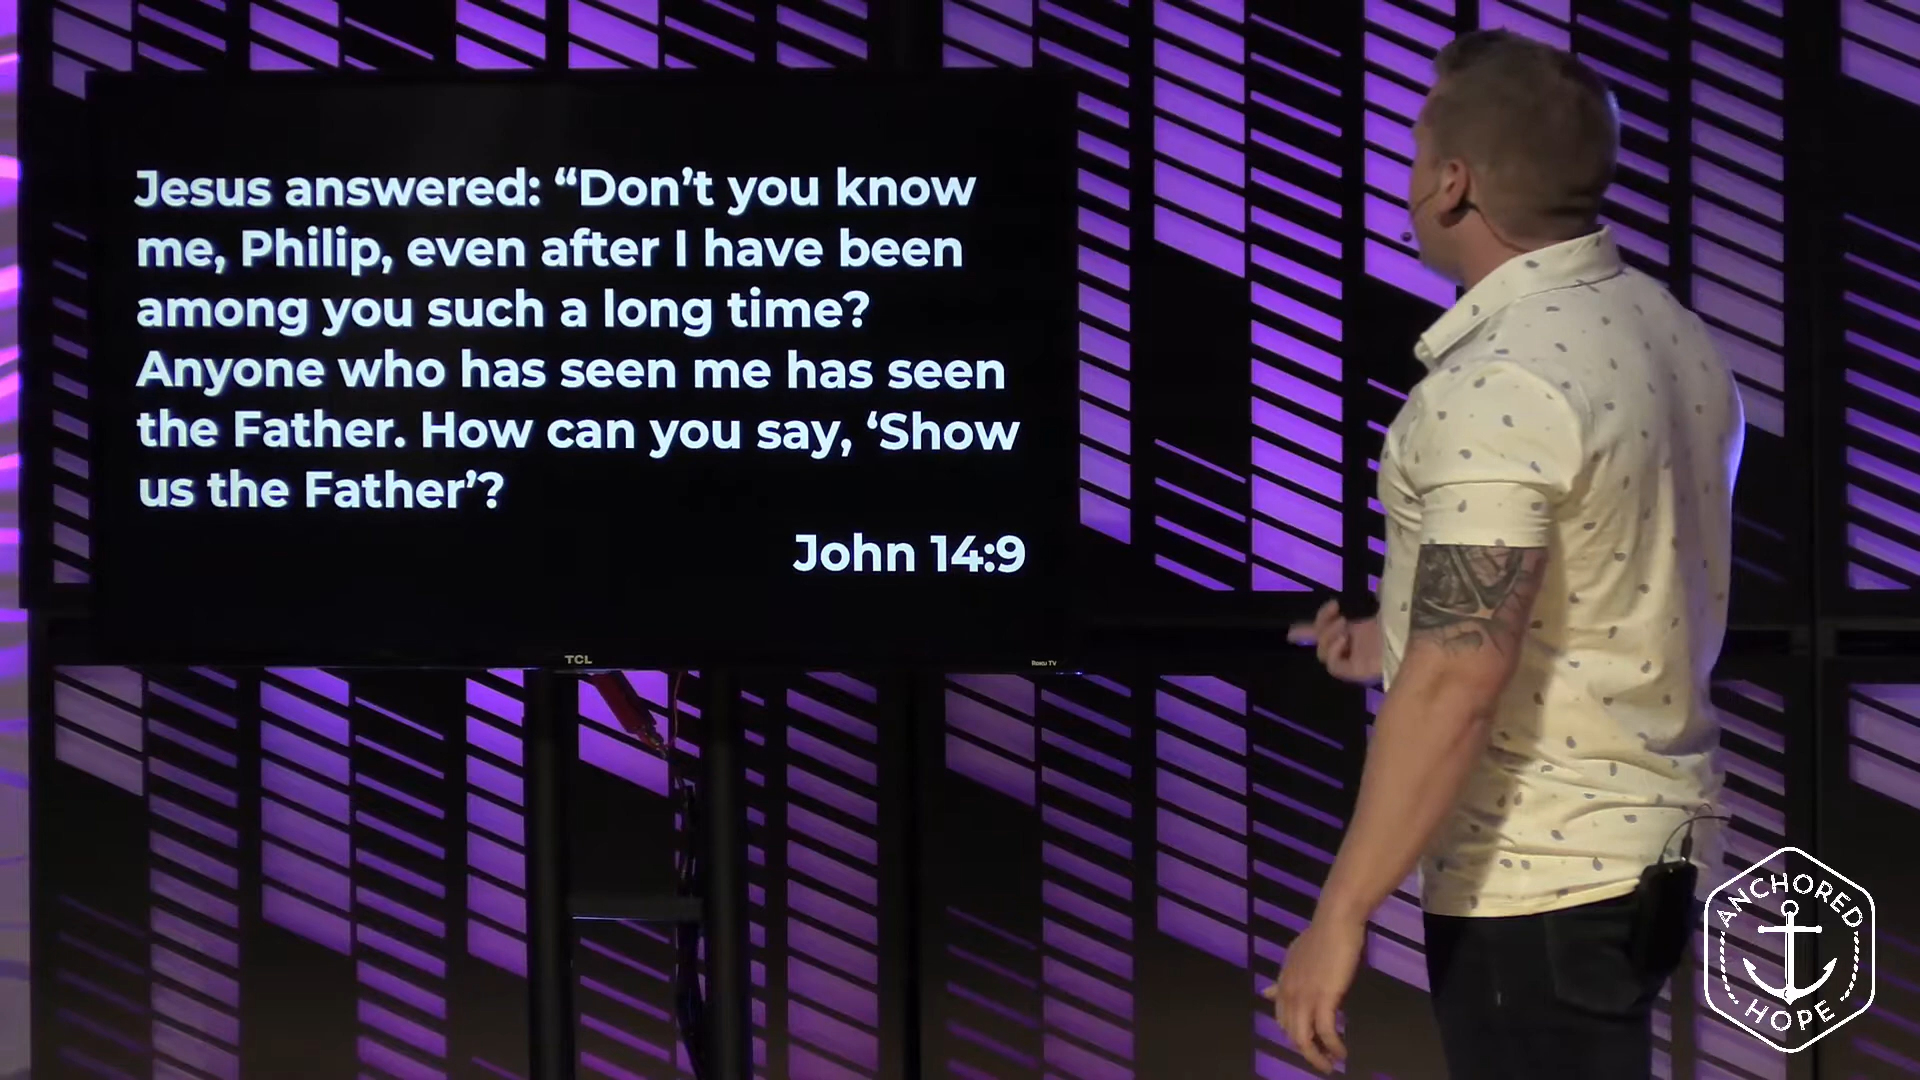 Jesus answered: “Don’t you know
me, Philip, even after I have been
among you such a long time?
Anyone who has seen me has seen
the Father. How can you say, ‘Show
us the Father’?
John 14:9
TCL
Roku TV
ANCHORED
HOPE